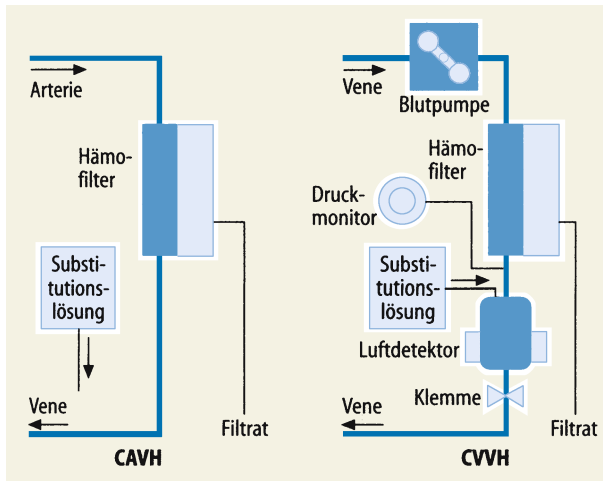 Arterie
Hämo-
filter
Substi-
tutions-
lösung
Vene
Filtrat
CAVH
Vene
Blutpumpe
Hämo-
filter
Druck-
monitor
Substi-
tutions-
lösung
Luftdetektor
Klemme
Vene
Filtrat
CVVH